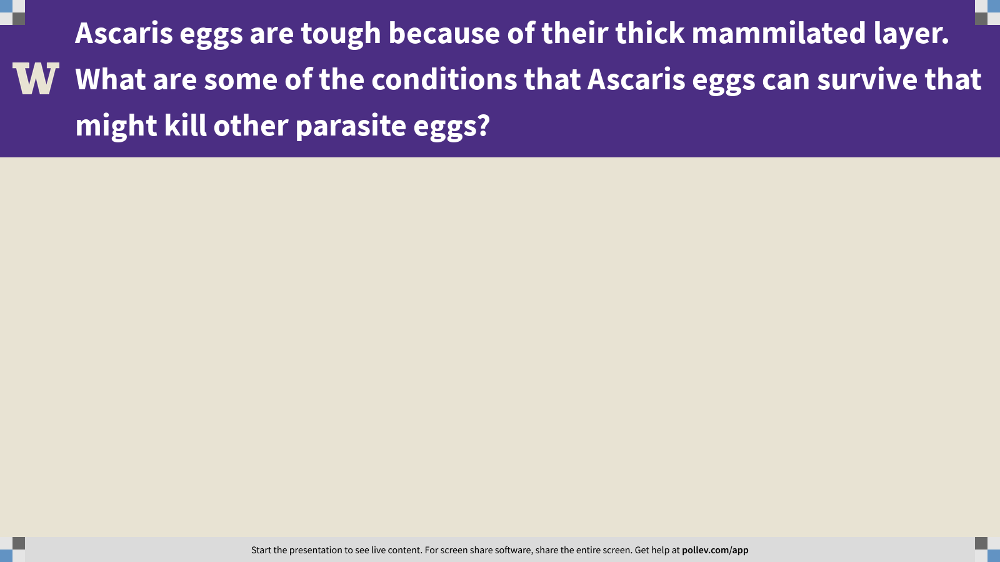 Ascaris eggs are tough because of their thick mammilated layer.
W
What are some of the conditions that Ascaris eggs can survive that
might kill other parasite eggs?
Start the presentation to see live content. For screen share software, share the entire screen. Get help at pollev.com/app